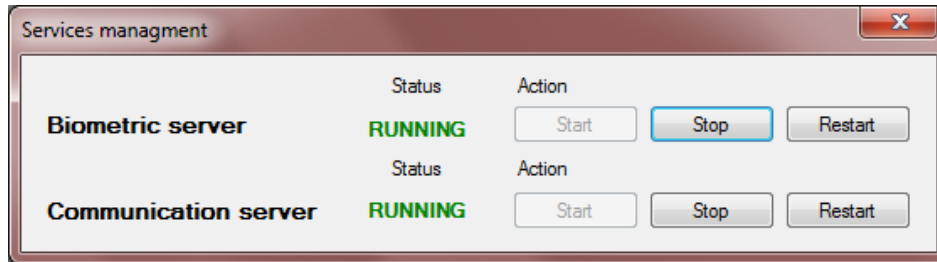 Services managment
Status Action
Biometric server RUNNING Start Stop Restart
Status Action
Communication server RUNNING Start Stop Restart